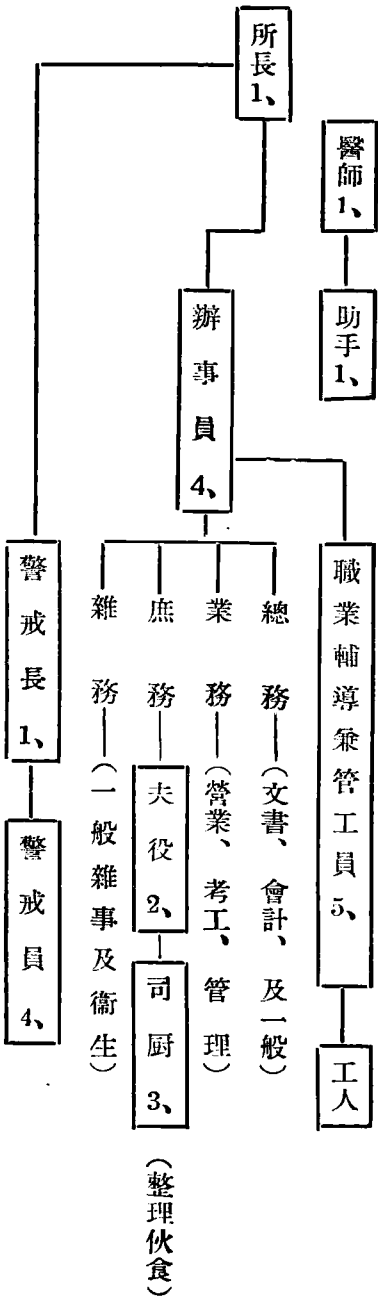 醫師1、
助手1、
職業輔導兼管工員5、
工人
所長1、
辦事員4、
總務(文書、會計、及一般)
業務(營業、考工、管理)
庶務
夫役2、
司厨3、
(整理伙食)
雜務(一般雜事及衞生)
警戒長1、
警戒員4、